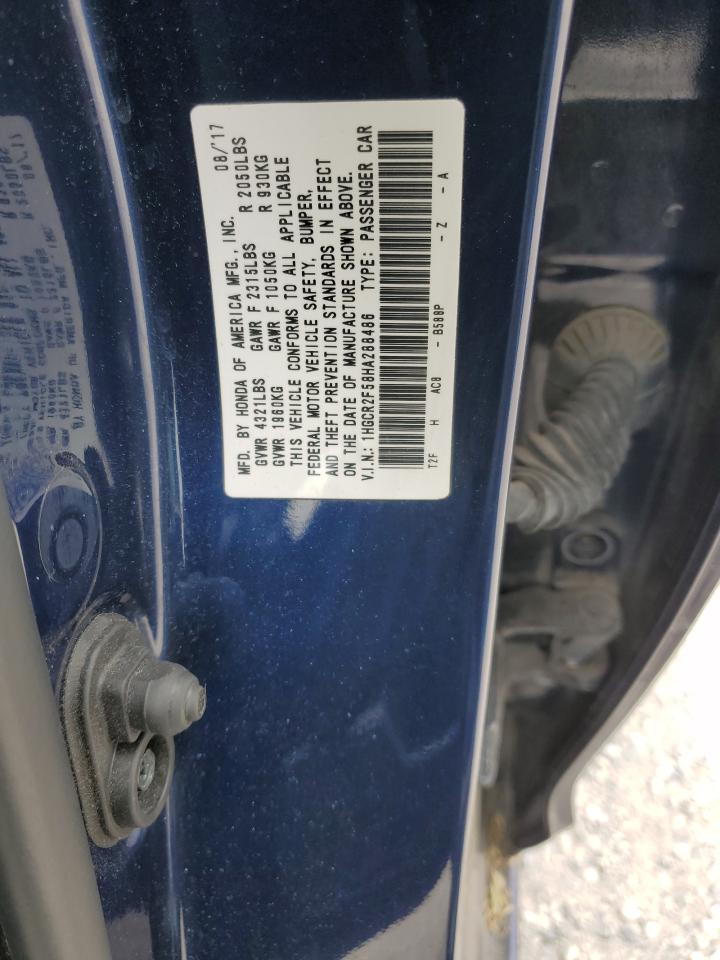 MFD. BY HONDA OF AMERICA MFG., INC. 08/'17
GVWR 4321LBS GAWR F 2315LBS R 2050LBS
GVWR 1960KG GAWR F 1050KG R 930KG
THIS VEHICLE CONFORMS TO ALL APPLICABLE
FEDERAL MOTOR VEHICLE SAFETY, BUMPER,
AND THEFT PREVENTION STANDARDS IN EFFECT
ON THE DATE OF MANUFACTURE SHOWN ABOVE.
V.I.N.: 1HGCR2F58HA288486 TYPE: PASSENGER CAR
T2F H AC8 - B588P - Z - A